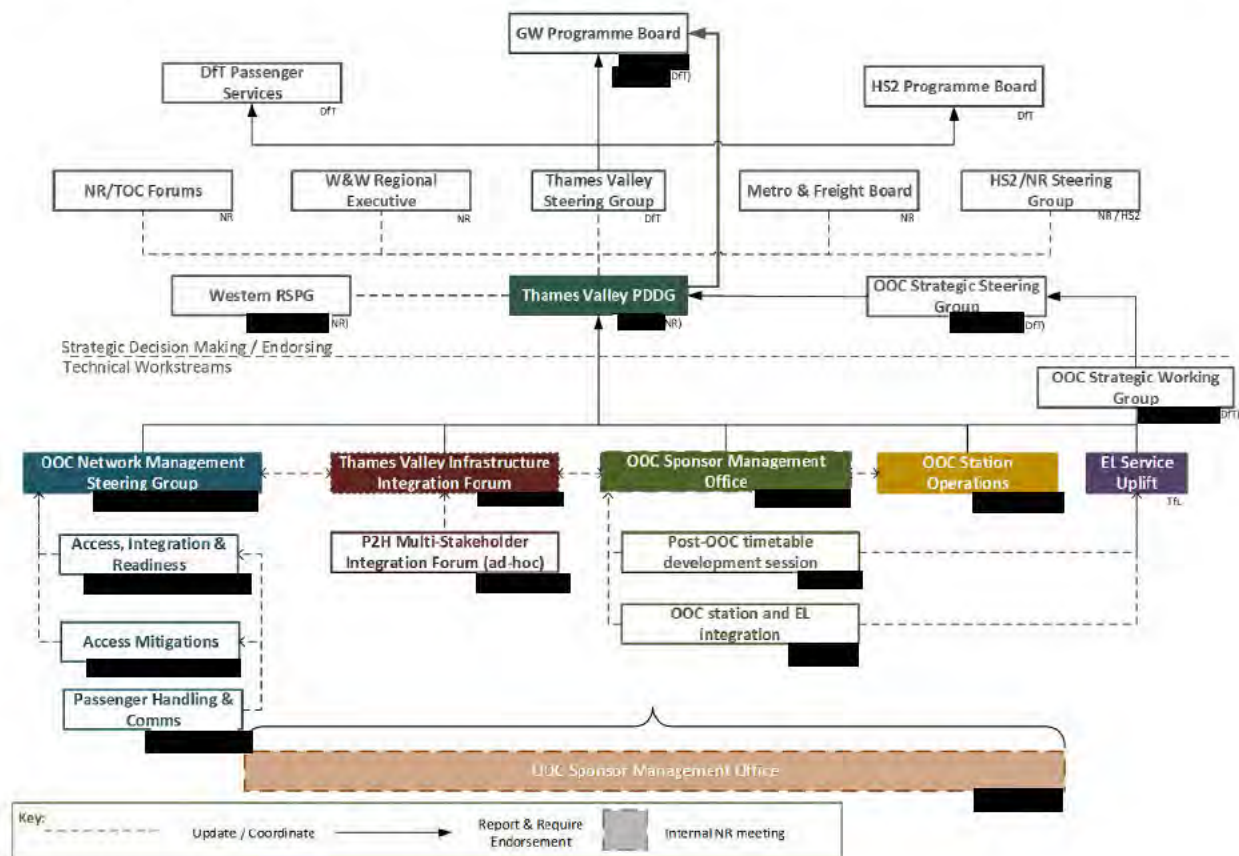 GW Programme Board
DfT)
DfT Passenger
Services
DfT
HS2 Programme Board
DfT
NR/TOC Forums
NR
W&W Regional
Executive
NR
Thames Valley
Steering Group
DfT
Metro & Freight Board
NR
HS2/NR Steering
Group
NR / HS2
Western RSPG
NR)
Thames Valley PDDG
NR)
OOC Strategic Steering
Group
DfT)
Strategic Decision Making / Endorsing
Technical Workstreams
OOC Strategic Working
Group
DfT)
OOC Network Management
Steering Group
Thames Valley Infrastructure
Integration Forum
OOC Sponsor Management
Office
OOC Station
Operations
EL Service
Uplift
TfL
Access, Integration &
Readiness
P2H Multi-Stakeholder
Integration Forum (ad-hoc)
Post-OOC timetable
development session
Access Mitigations
OOC station and EL
integration
Passenger Handling &
Comms
OOC Sponsor Management Office
Key:
Update / Coordinate
Report & Require
Endorsement
Internal NR meeting